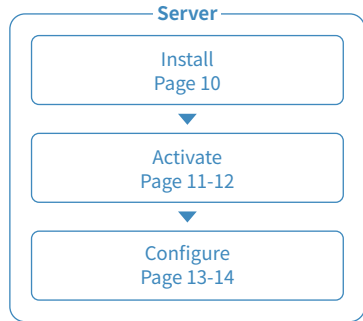 Server
Install
Page 10
Activate
Page 11-12
Configure
Page 13-14